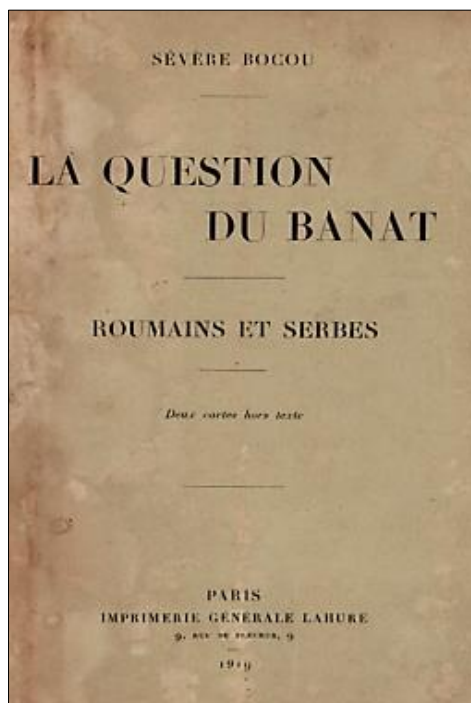 SÉVÈRE BOCOU
LA QUESTION
DU BANAT
ROUMAINS ET SERBES
Deux cartes hors texte
PARIS
IMPRIMERIE GÉNÉRALE LAHURE
9, RUE DE FLEURUS, 9
1919